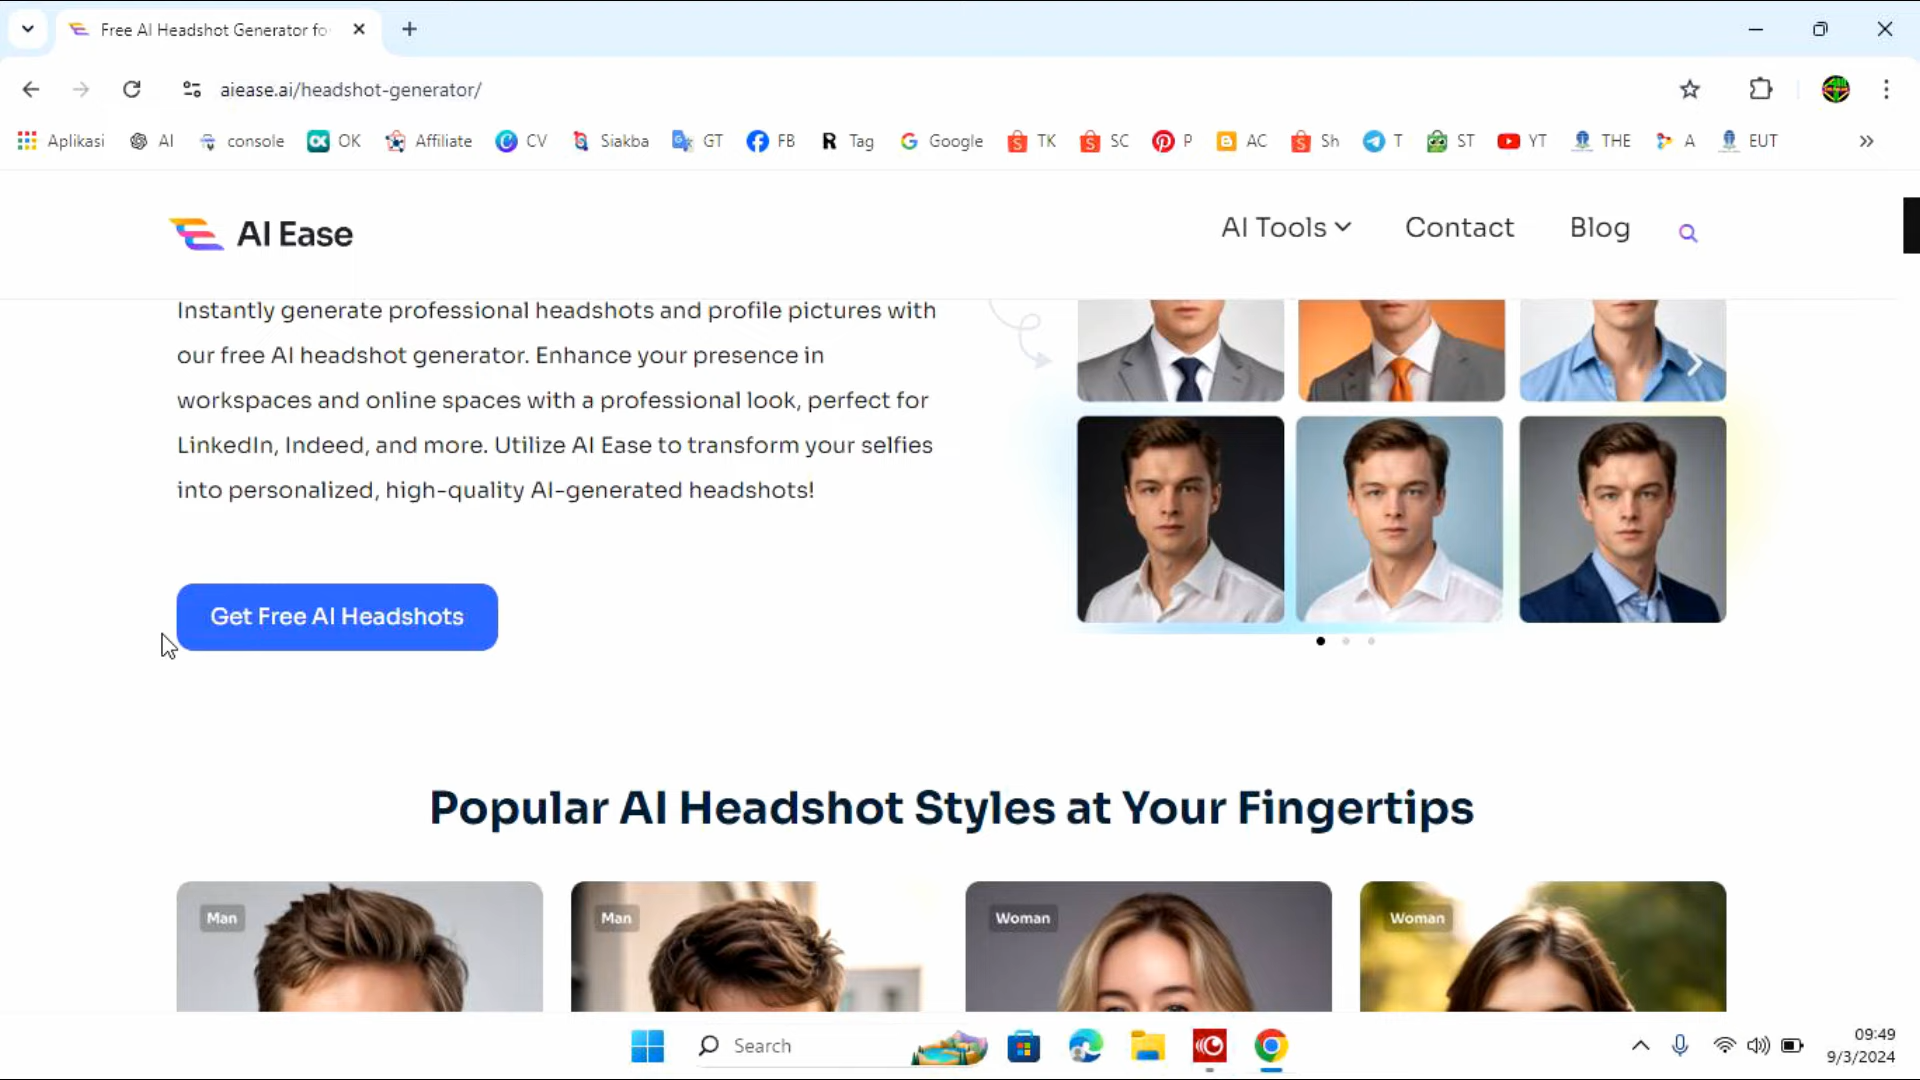 Free AI Headshot Generator fo
aiease.ai/headshot-generator/
Aplikasi AI console OK Affiliate CV Siakba GT FB Tag Google TK SC P AC Sh T ST YT THE A EUT
AI Ease
AI Tools Contact Blog
Instantly generate professional headshots and profile pictures with
our free AI headshot generator. Enhance your presence in
workspaces and online spaces with a professional look, perfect for
LinkedIn, Indeed, and more. Utilize AI Ease to transform your selfies
into personalized, high-quality AI-generated headshots!
Get Free AI Headshots
Popular AI Headshot Styles at Your Fingertips
Man Man Woman Woman
Search
09:49
9/3/2024